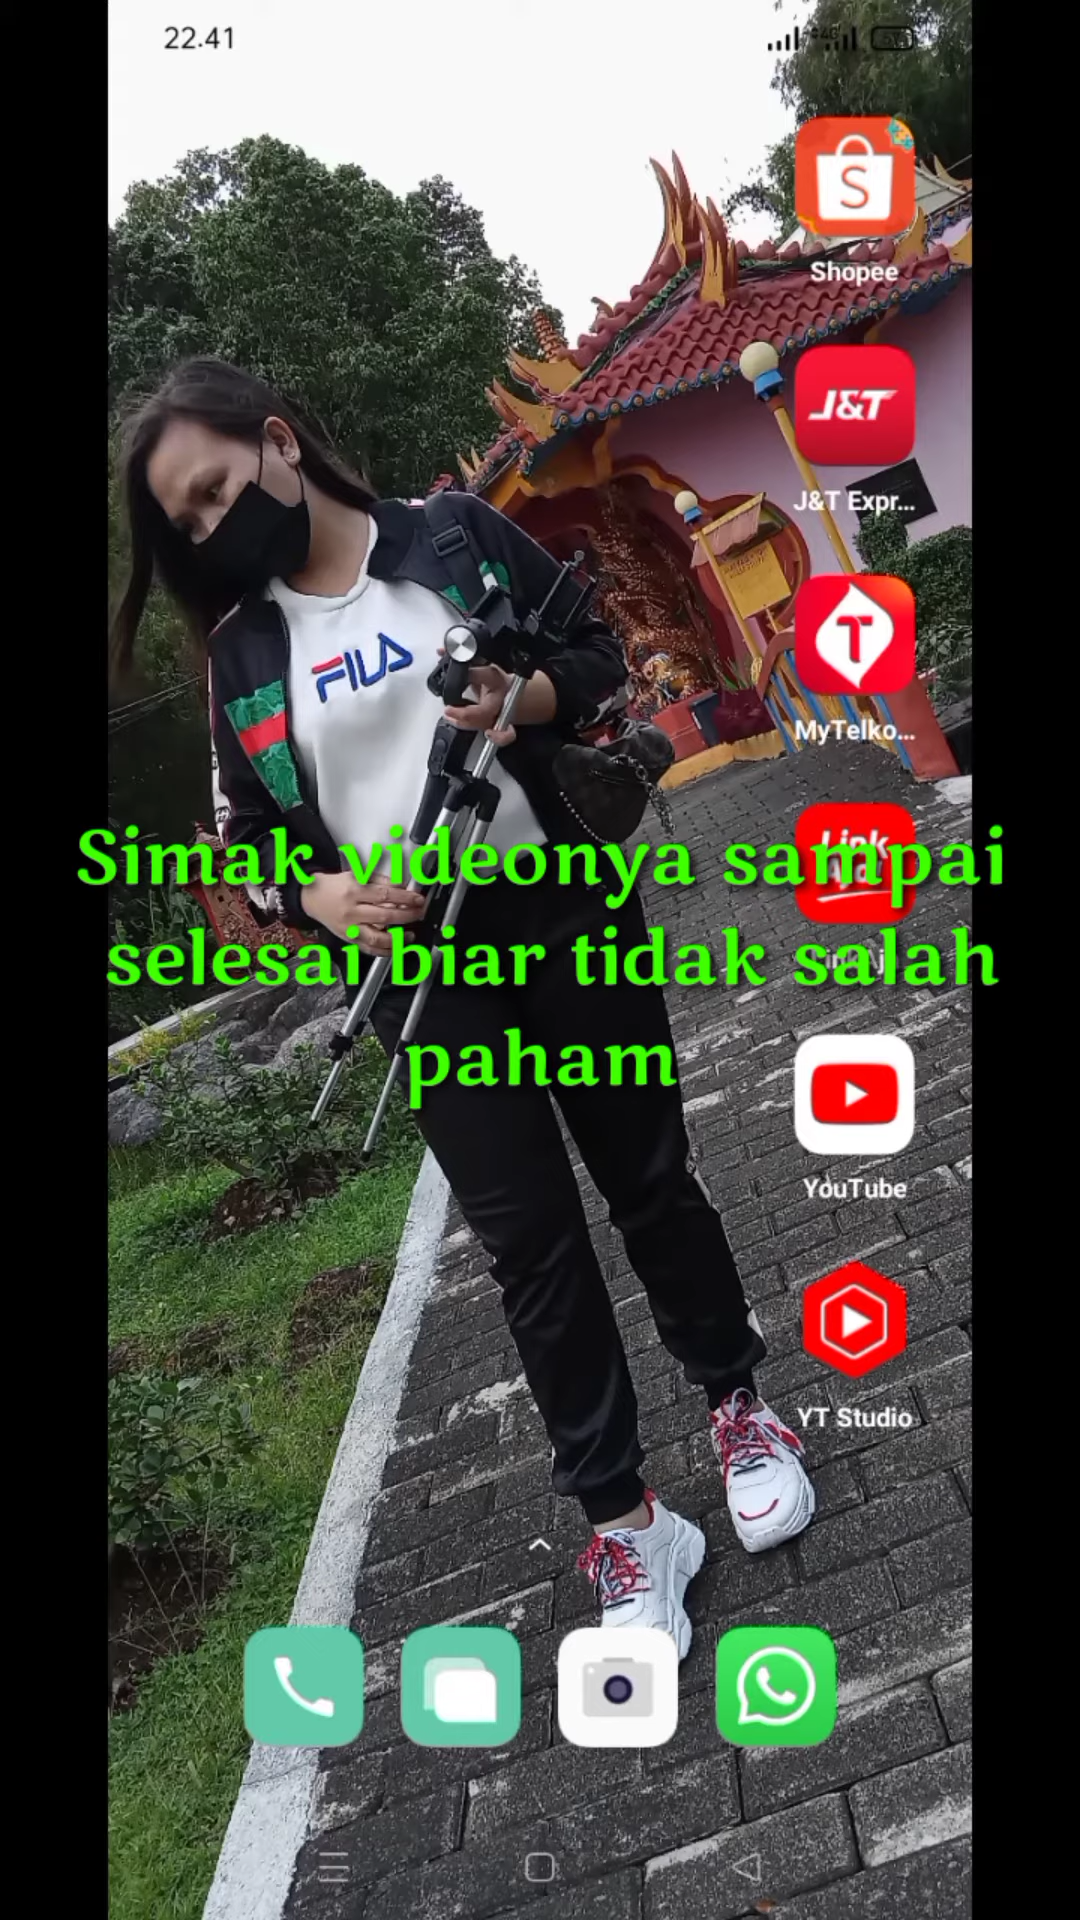 22.41
Shopee
J&T
J&T Expr...
FILA
T
MyTelko...
Simak videonya sampai
selesai biar tidak salah
paham
YouTube
YT Studio